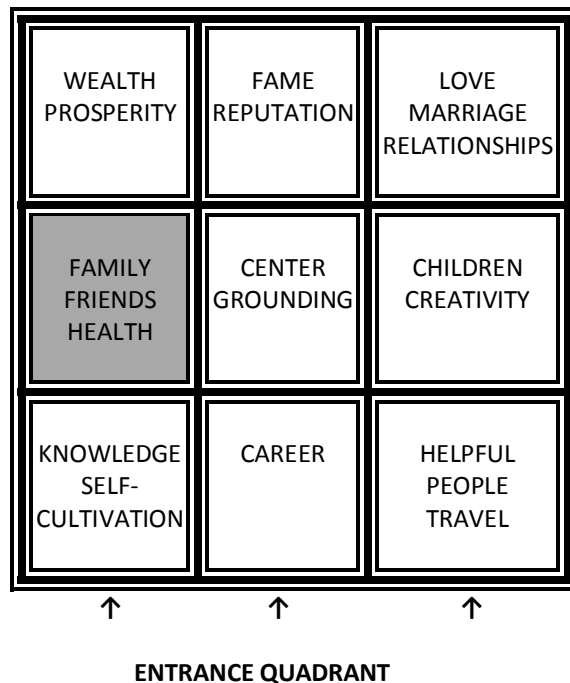 WEALTH
PROSPERITY
FAME
REPUTATION
LOVE
MARRIAGE
RELATIONSHIPS
FAMILY
FRIENDS
HEALTH
CENTER
GROUNDING
CHILDREN
CREATIVITY
KNOWLEDGE
SELF-
CULTIVATION
CAREER
HELPFUL
PEOPLE
TRAVEL
↑ ↑ ↑
ENTRANCE QUADRANT